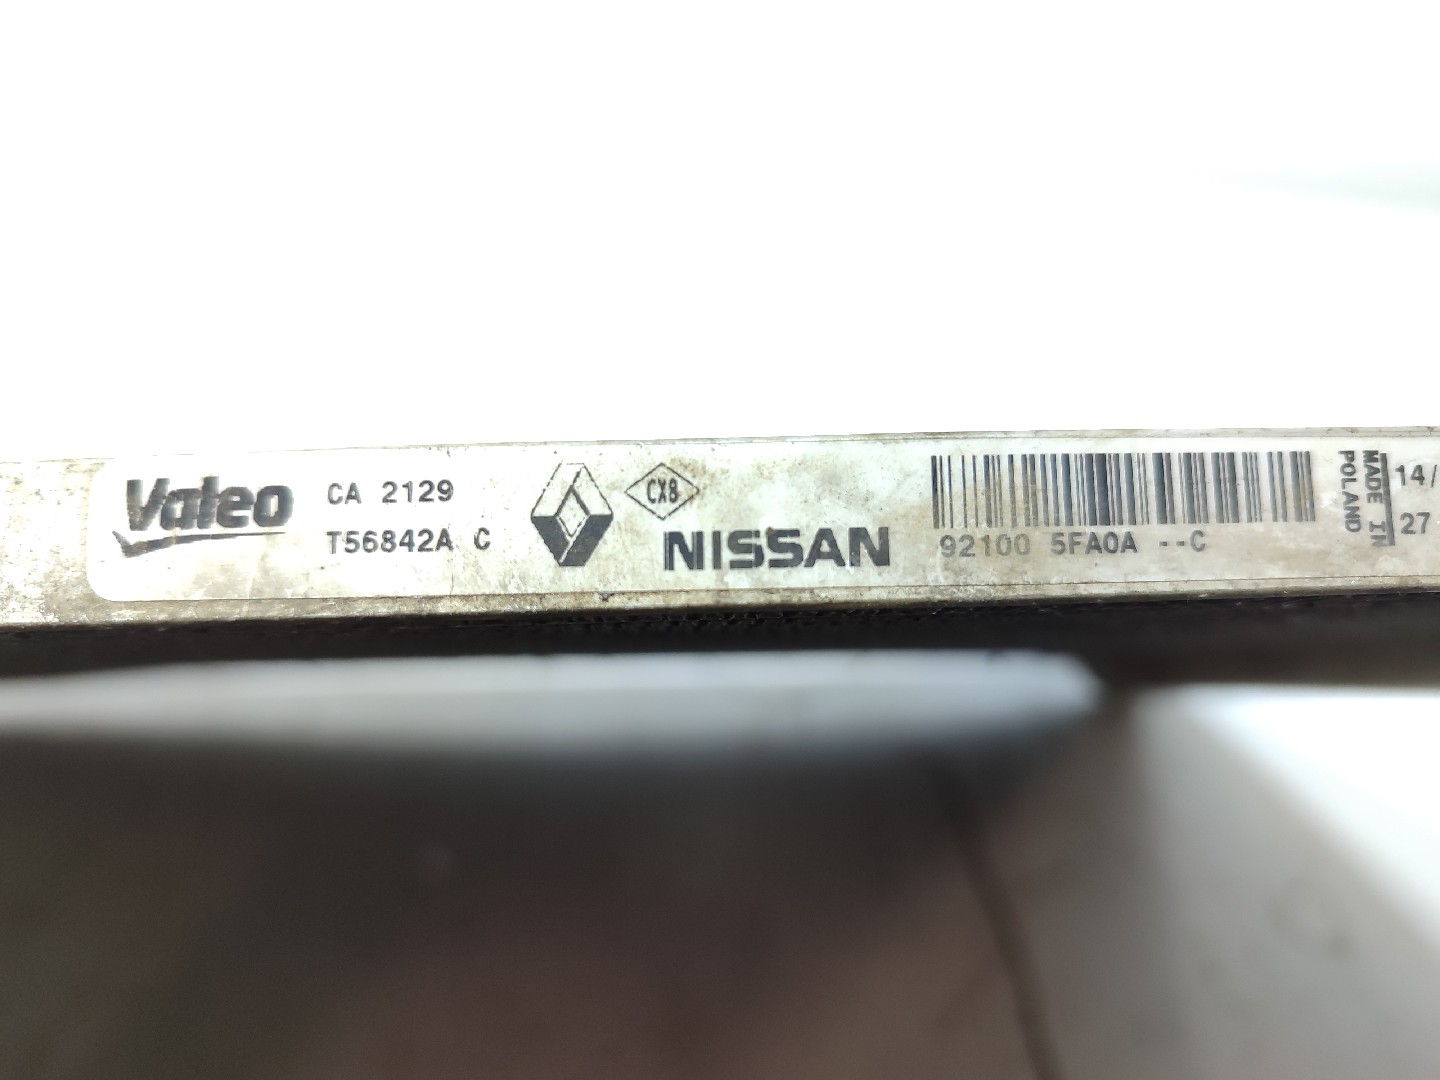 Valeo CA 2129
T56842A C
CX8
NISSAN
92100 5FA0A --C
MADE IN
POLAND
14/
27